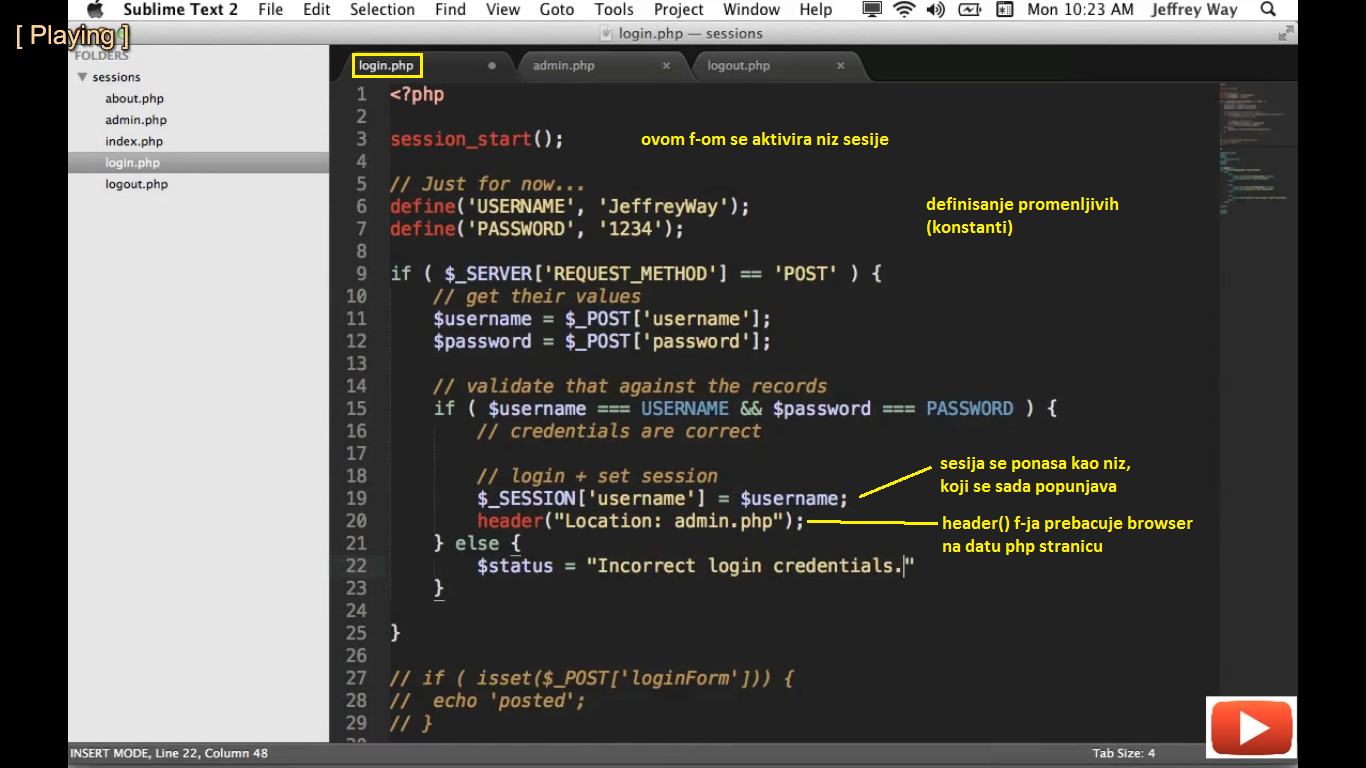 Sublime Text 2 File Edit Selection Find View Goto Tools Project Window Help Mon 10:23 AM Jeffrey Way
[ Playing ]
login.php — sessions
FOLDERS
sessions
about.php
admin.php
index.php
login.php
logout.php
login.php admin.php logout.php
1 <?php
2
3 session_start(); ovom f-om se aktivira niz sesije
4
5 // Just for now...
6 define('USERNAME', 'JeffreyWay'); definisanje promenljivih
7 define('PASSWORD', '1234'); (konstanti)
8
9 if ( $_SERVER['REQUEST_METHOD'] == 'POST' ) {
10 // get their values
11 $username = $_POST['username'];
12 $password = $_POST['password'];
13
14 // validate that against the records
15 if ( $username === USERNAME && $password === PASSWORD ) {
16 // credentials are correct
17
18 // login + set session
19 $_SESSION['username'] = $username;
20 header("Location: admin.php");
21 } else {
22 $status = "Incorrect login credentials."
23 }
24
25 }
26
27 // if ( isset($_POST['loginForm'])) {
28 // echo 'posted';
29 // }
sesija se ponasa kao niz,
koji se sada popunjava
header() f-ja prebacuje browser
na datu php stranicu
INSERT MODE, Line 22, Column 48 Tab Size: 4